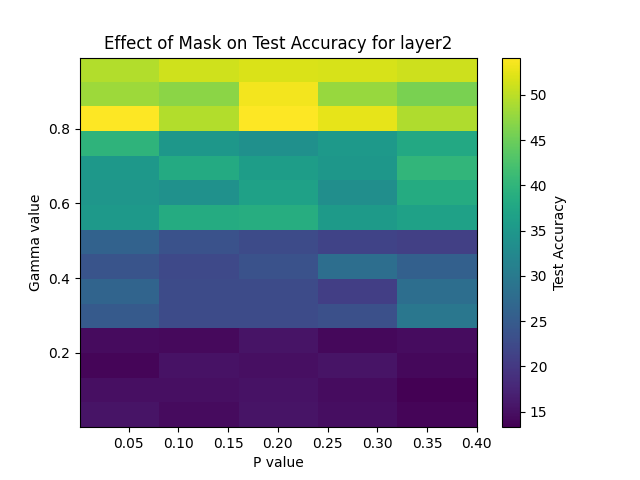 Effect of Mask on Test Accuracy for layer2
Gamma value
0.8
0.6
0.4
0.2
0.05 0.10 0.15 0.20 0.25 0.30 0.35 0.40
P value
50
45
40
35
30
25
20
15
Test Accuracy